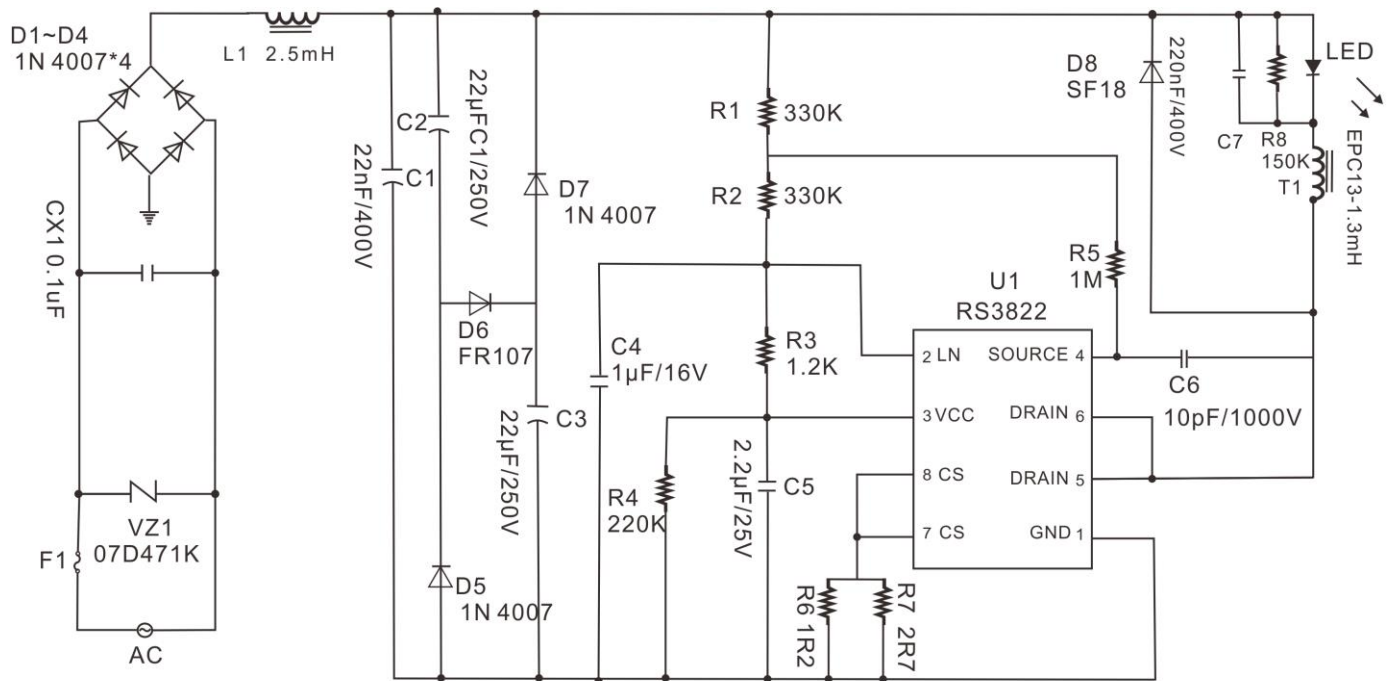 D1~D4
1N 4007*4
L1 2.5mH
CX1 0.1uF
VZ1
07D471K
F1
AC
C1
22nF/400V
C2
22µFC1/250V
D7
1N 4007
D6
FR107
C3
22µF/250V
D5
1N 4007
R1
330K
R2
330K
C4
1µF/16V
R3
1.2K
R4
220K
2.2µF/25V
C5
R5
1M
U1
RS3822
2 LN
SOURCE 4
3 VCC
DRAIN 6
8 CS
DRAIN 5
7 CS
GND 1
R6 1R2
R7 2R7
C6
10pF/1000V
D8
SF18
220nF/400V
C7
R8
150K
LED
T1
EPC13-1.3mH